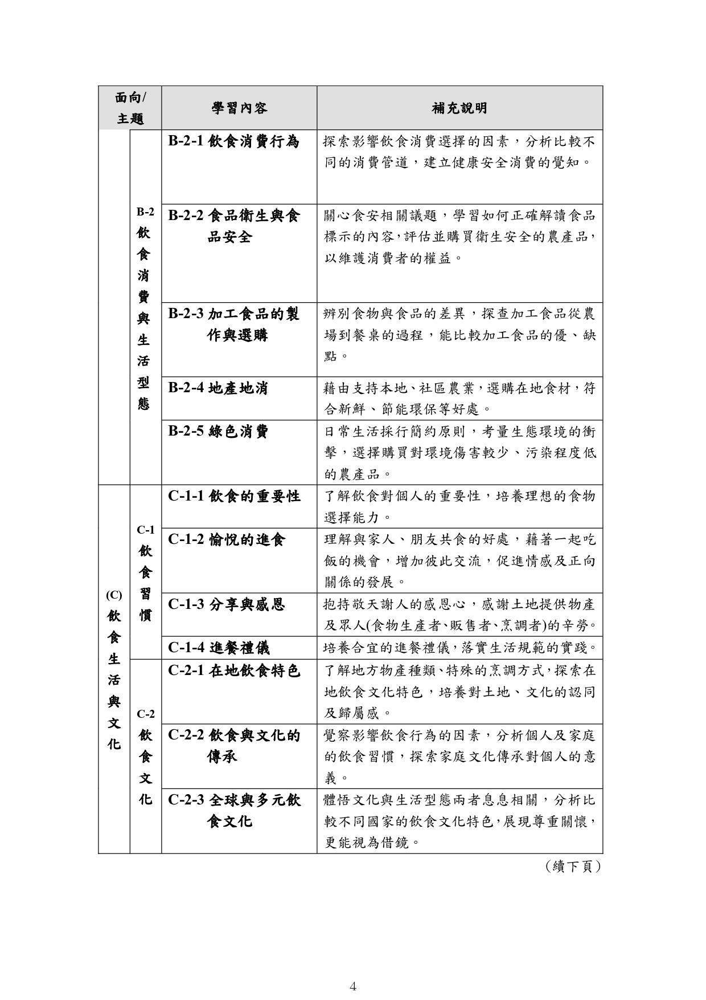 面向/
主題
學習內容
補充說明
B-2
飲
食
消
費
與
生
活
型
態
B-2-1 飲食消費行為
探索影響飲食消費選擇的因素，分析比較不
同的消費管道，建立健康安全消費的覺知。
B-2-2 食品衛生與食
品安全
關心食安相關議題，學習如何正確解讀食品
標示的內容，評估並購買衛生安全的農產品，
以維護消費者的權益。
B-2-3 加工食品的製
作與選購
辨別食物與食品的差異，探查加工食品從農
場到餐桌的過程，能比較加工食品的優、缺
點。
B-2-4 地產地消
藉由支持本地、社區農業，選購在地食材，符
合新鮮、節能環保等好處。
B-2-5 綠色消費
日常生活採行簡約原則，考量生態環境的衝
擊，選擇購買對環境傷害較少、污染程度低
的農產品。
(C)
飲
食
生
活
與
文
化
C-1
飲
食
習
慣
C-1-1 飲食的重要性
了解飲食對個人的重要性，培養理想的食物
選擇能力。
C-1-2 愉悅的進食
理解與家人、朋友共食的好處，藉著一起吃
飯的機會，增加彼此交流，促進情感及正向
關係的發展。
C-1-3 分享與感恩
抱持敬天謝人的感恩心，感謝土地提供物產
及眾人(食物生產者、販售者、烹調者)的辛勞。
C-1-4 進餐禮儀
培養合宜的進餐禮儀，落實生活規範的實踐。
C-2
飲
食
文
化
C-2-1 在地飲食特色
了解地方物產種類、特殊的烹調方式，探索在
地飲食文化特色，培養對土地、文化的認同
及歸屬感。
C-2-2 飲食與文化的
傳承
覺察影響飲食行為的因素，分析個人及家庭
的飲食習慣，探索家庭文化傳承對個人的意
義。
C-2-3 全球與多元飲
食文化
體悟文化與生活型態兩者息息相關，分析比
較不同國家的飲食文化特色，展現尊重關懷，
更能視為借鏡。
（續下頁）
4